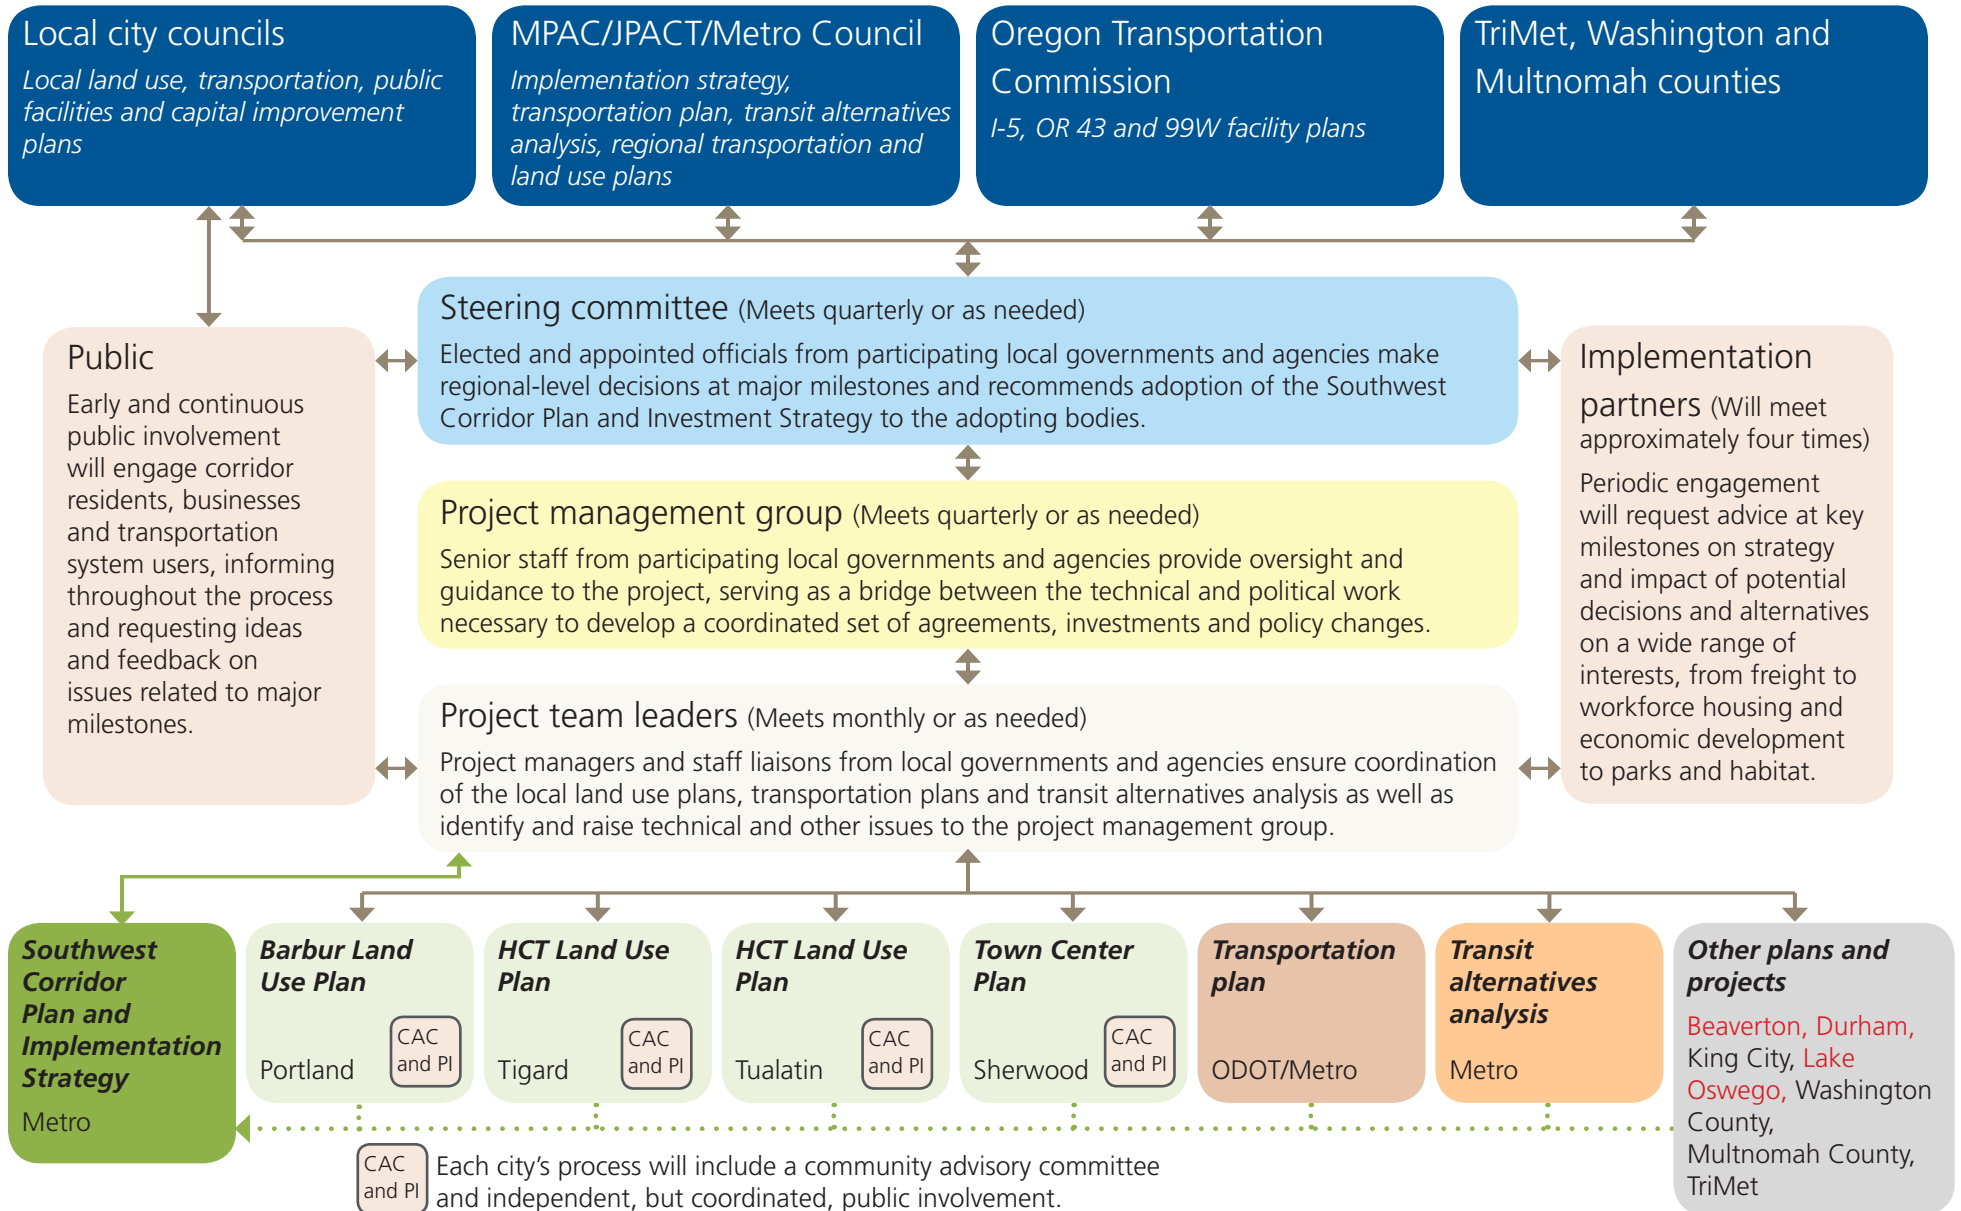 Local city councils
Local land use, transportation, public
facilities and capital improvement
plans
MPAC/JPACT/Metro Council
Implementation strategy,
transportation plan, transit alternatives
analysis, regional transportation and
land use plans
Oregon Transportation
Commission
I-5, OR 43 and 99W facility plans
TriMet, Washington and
Multnomah counties
Public
Early and continuous
public involvement
will engage corridor
residents, businesses
and transportation
system users, informing
throughout the process
and requesting ideas
and feedback on
issues related to major
milestones.
Steering committee (Meets quarterly or as needed)
Elected and appointed officials from participating local governments and agencies make
regional-level decisions at major milestones and recommends adoption of the Southwest
Corridor Plan and Investment Strategy to the adopting bodies.
Project management group (Meets quarterly or as needed)
Senior staff from participating local governments and agencies provide oversight and
guidance to the project, serving as a bridge between the technical and political work
necessary to develop a coordinated set of agreements, investments and policy changes.
Project team leaders (Meets monthly or as needed)
Project managers and staff liaisons from local governments and agencies ensure coordination
of the local land use plans, transportation plans and transit alternatives analysis as well as
identify and raise technical and other issues to the project management group.
Implementation
partners (Will meet
approximately four times)
Periodic engagement
will request advice at key
milestones on strategy
and impact of potential
decisions and alternatives
on a wide range of
interests, from freight to
workforce housing and
economic development
to parks and habitat.
Southwest
Corridor
Plan and
Implementation
Strategy
Metro
Barbur Land
Use Plan
Portland
CAC
and PI
HCT Land Use
Plan
Tigard
CAC
and PI
HCT Land Use
Plan
Tualatin
CAC
and PI
Town Center
Plan
Sherwood
CAC
and PI
Transportation
plan
ODOT/Metro
Transit
alternatives
analysis
Metro
Other plans and
projects
Beaverton, Durham,
King City, Lake
Oswego, Washington
County,
Multnomah County,
TriMet
CAC
and PI
Each city's process will include a community advisory committee
and independent, but coordinated, public involvement.